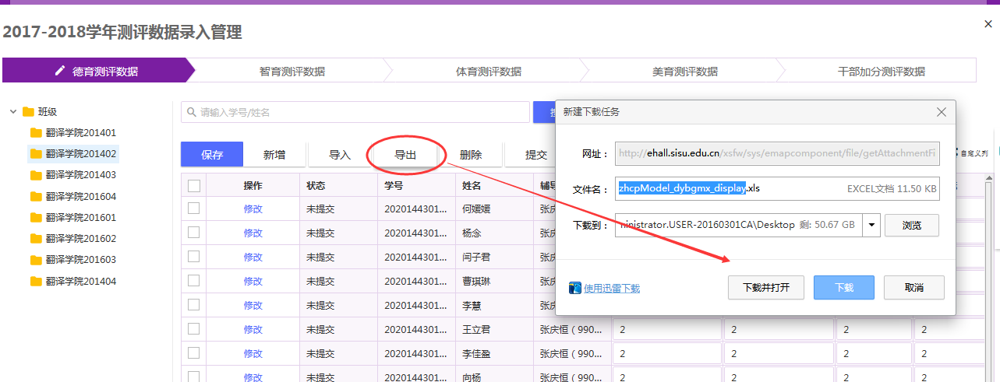 2017-2018学年测评数据录入管理
德育测评数据 智育测评数据 体育测评数据 美育测评数据 干部加分测评数据
班级
翻译学院201401
翻译学院201402
翻译学院201403
翻译学院201604
翻译学院201601
翻译学院201602
翻译学院201603
翻译学院201404
请输入学号/姓名
保存 新增 导入 导出 删除 提交 自定义列
操作 状态 学号 姓名
修改 未提交 2020144301... 何媛媛
修改 未提交 2020144301... 杨念
修改 未提交 2020144301... 闫子君
修改 未提交 2020144301... 曹琪琳
修改 未提交 2020144301... 李慧
修改 未提交 2020144301... 王立君 张庆恒（990... 2 2 2 2
修改 未提交 2020144301... 李佳盈 张庆恒（990... 2 2 2 2
修改 未提交 2020144301... 向杨 张庆恒（990... 2 2 2 2
新建下载任务
网址： http://ehall.sisu.edu.cn/xsfw/sys/emapcomponent/file/getAttachmentFi
文件名： zhcpModel_dybgmx_display.xls EXCEL文档 11.50 KB
下载到： ninistrator.USER-20160301CA\Desktop 剩: 50.67 GB 浏览
使用迅雷下载 下载并打开 下载 取消